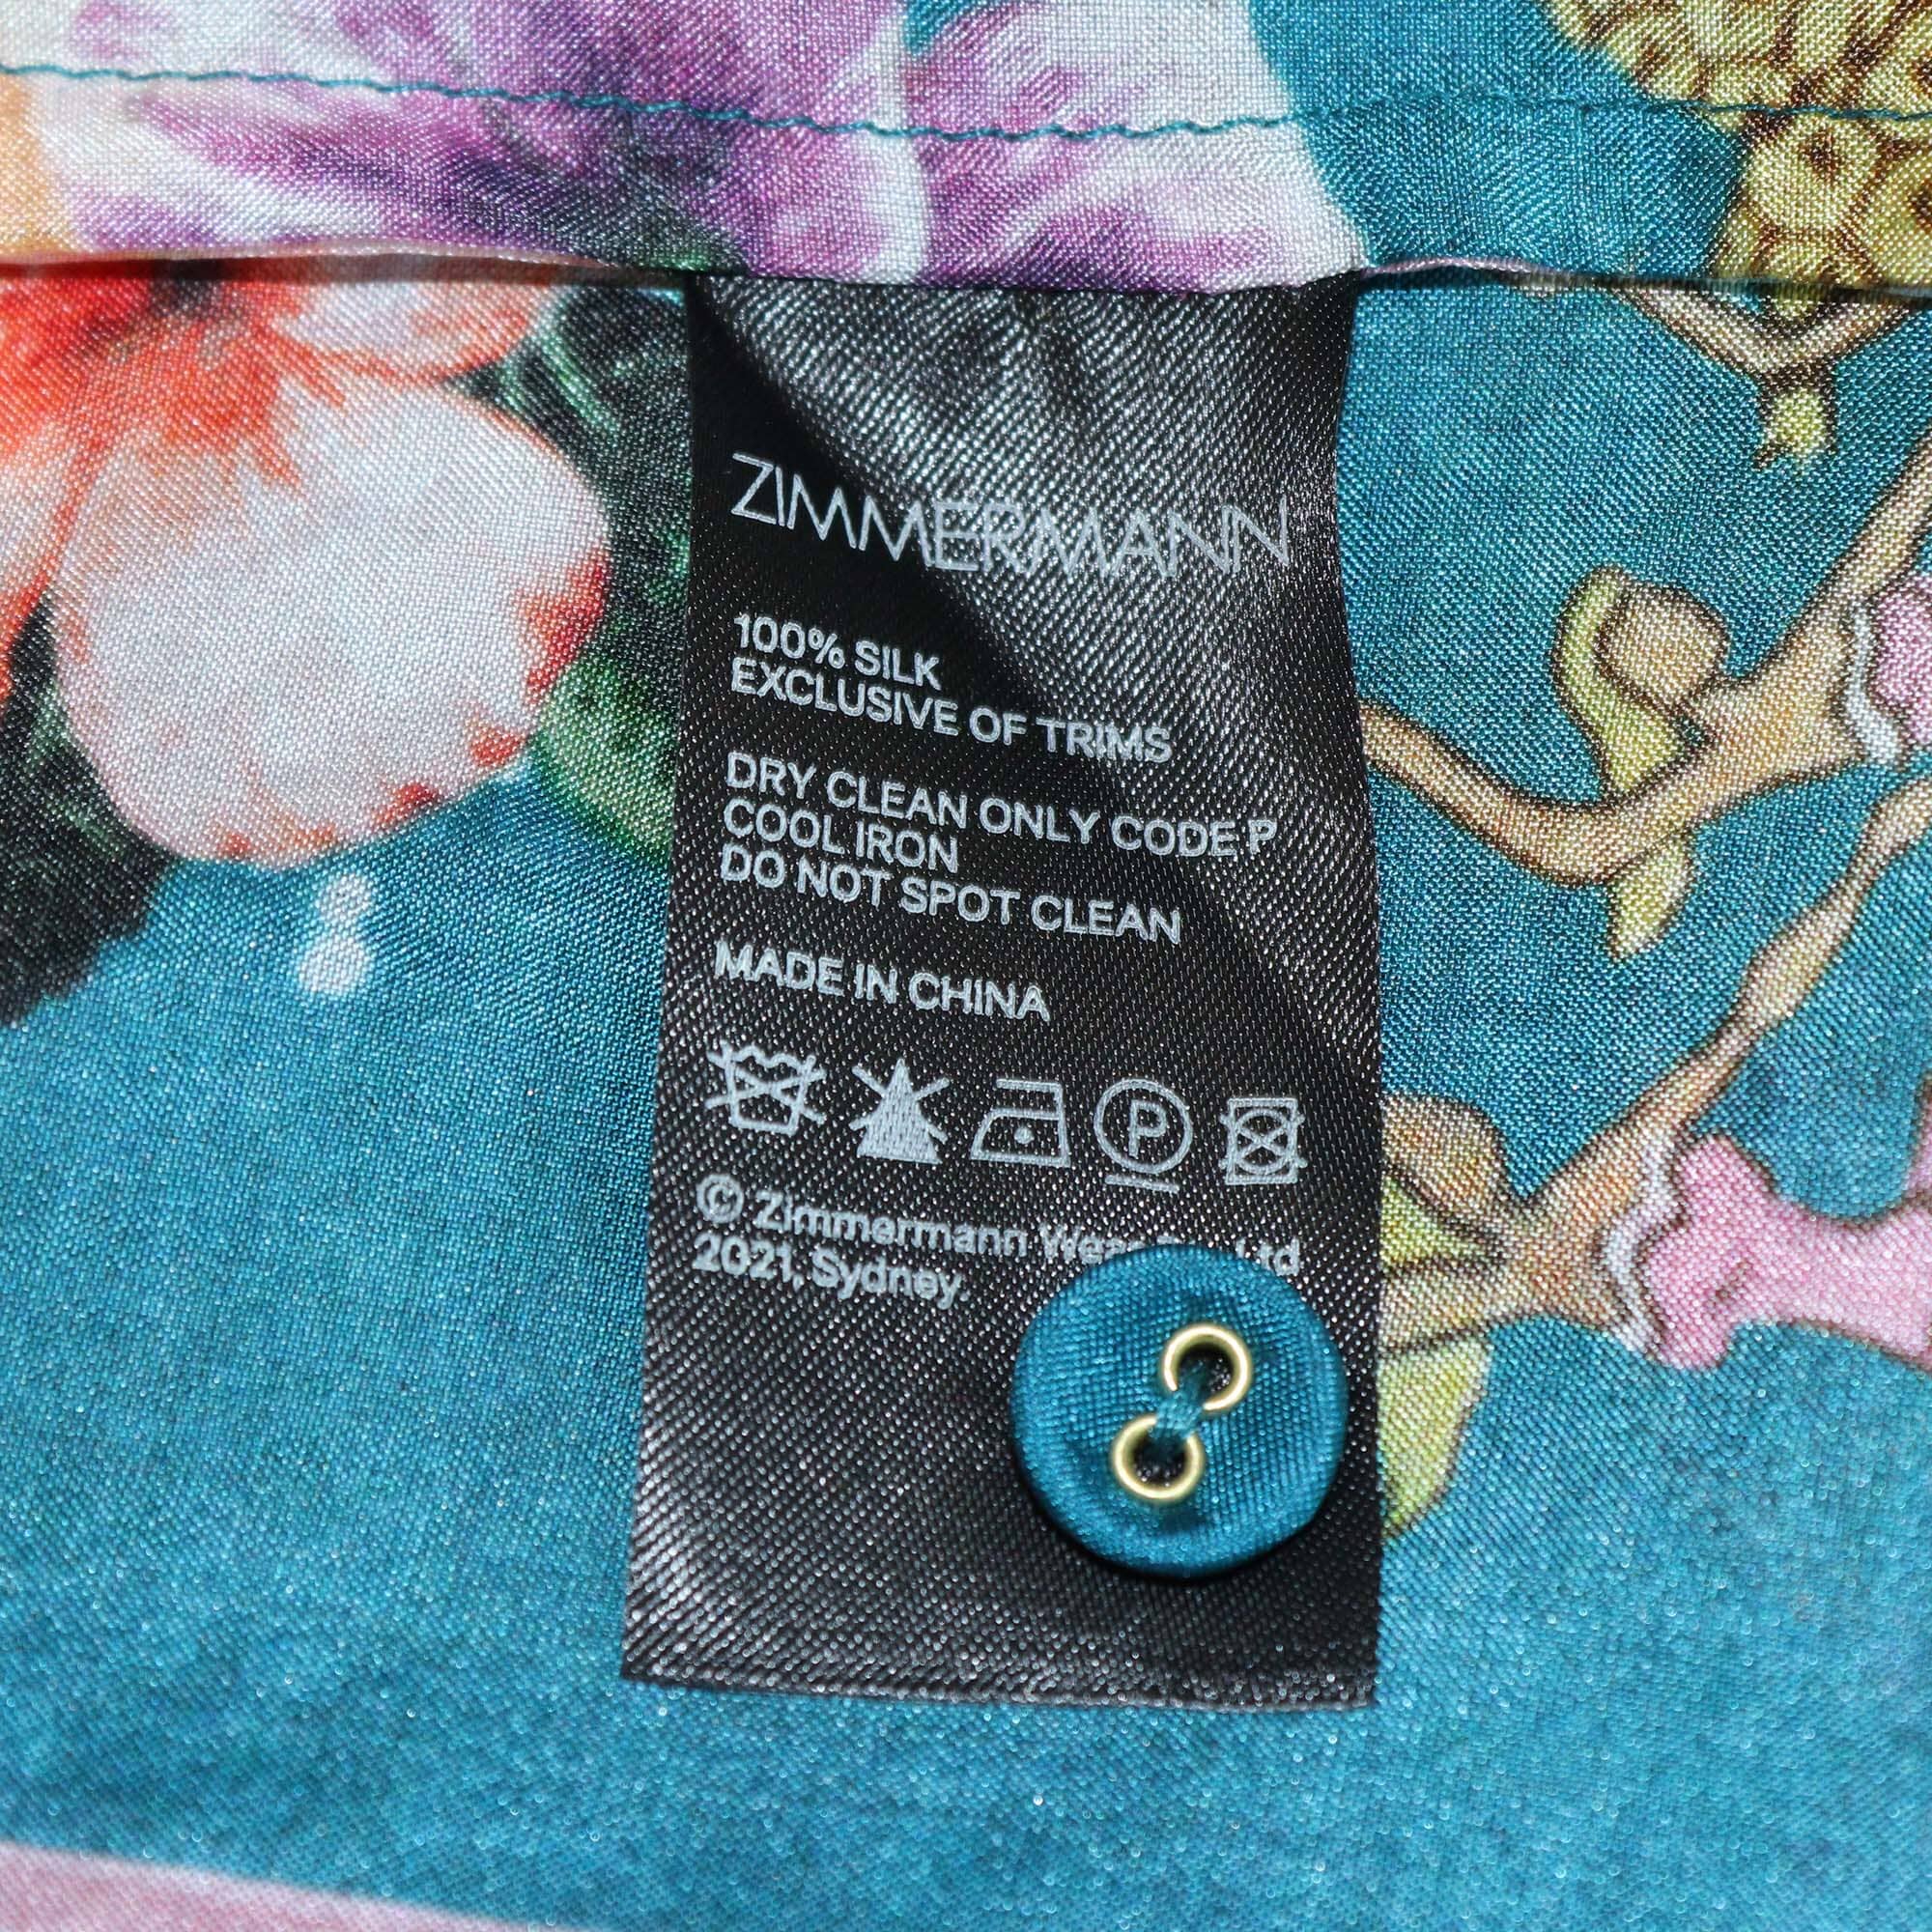 ZIMMERMANN
100% SILK
EXCLUSIVE OF TRIMS
DRY CLEAN ONLY CODE P
COOL IRON
DO NOT SPOT CLEAN
MADE IN CHINA
P
© Zimmermann Ltd
2021, Sydney